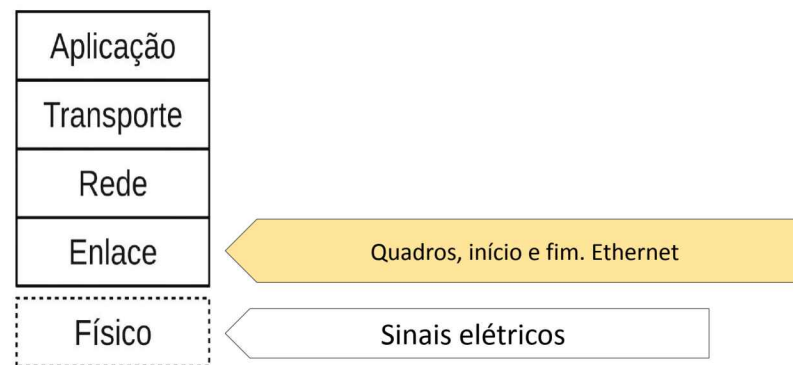 Aplicação
Transporte
Rede
Enlace
Quadros, início e fim. Ethernet
Físico
Sinais elétricos